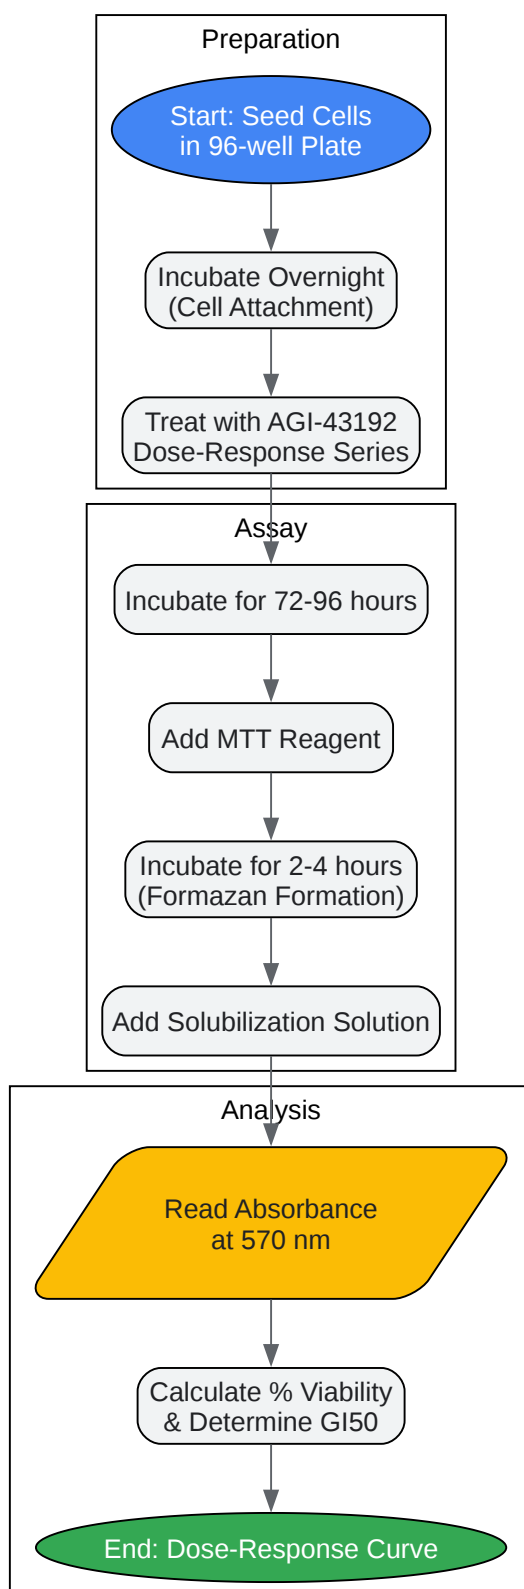 Preparation
Start: Seed Cells
in 96-well Plate
Incubate Overnight
(Cell Attachment)
Treat with AGI-43192
Dose-Response Series
Assay
Incubate for 72-96 hours
Add MTT Reagent
Incubate for 2-4 hours
(Formazan Formation)
Add Solubilization Solution
Analysis
Read Absorbance
at 570 nm
Calculate % Viability
& Determine GI50
End: Dose-Response Curve